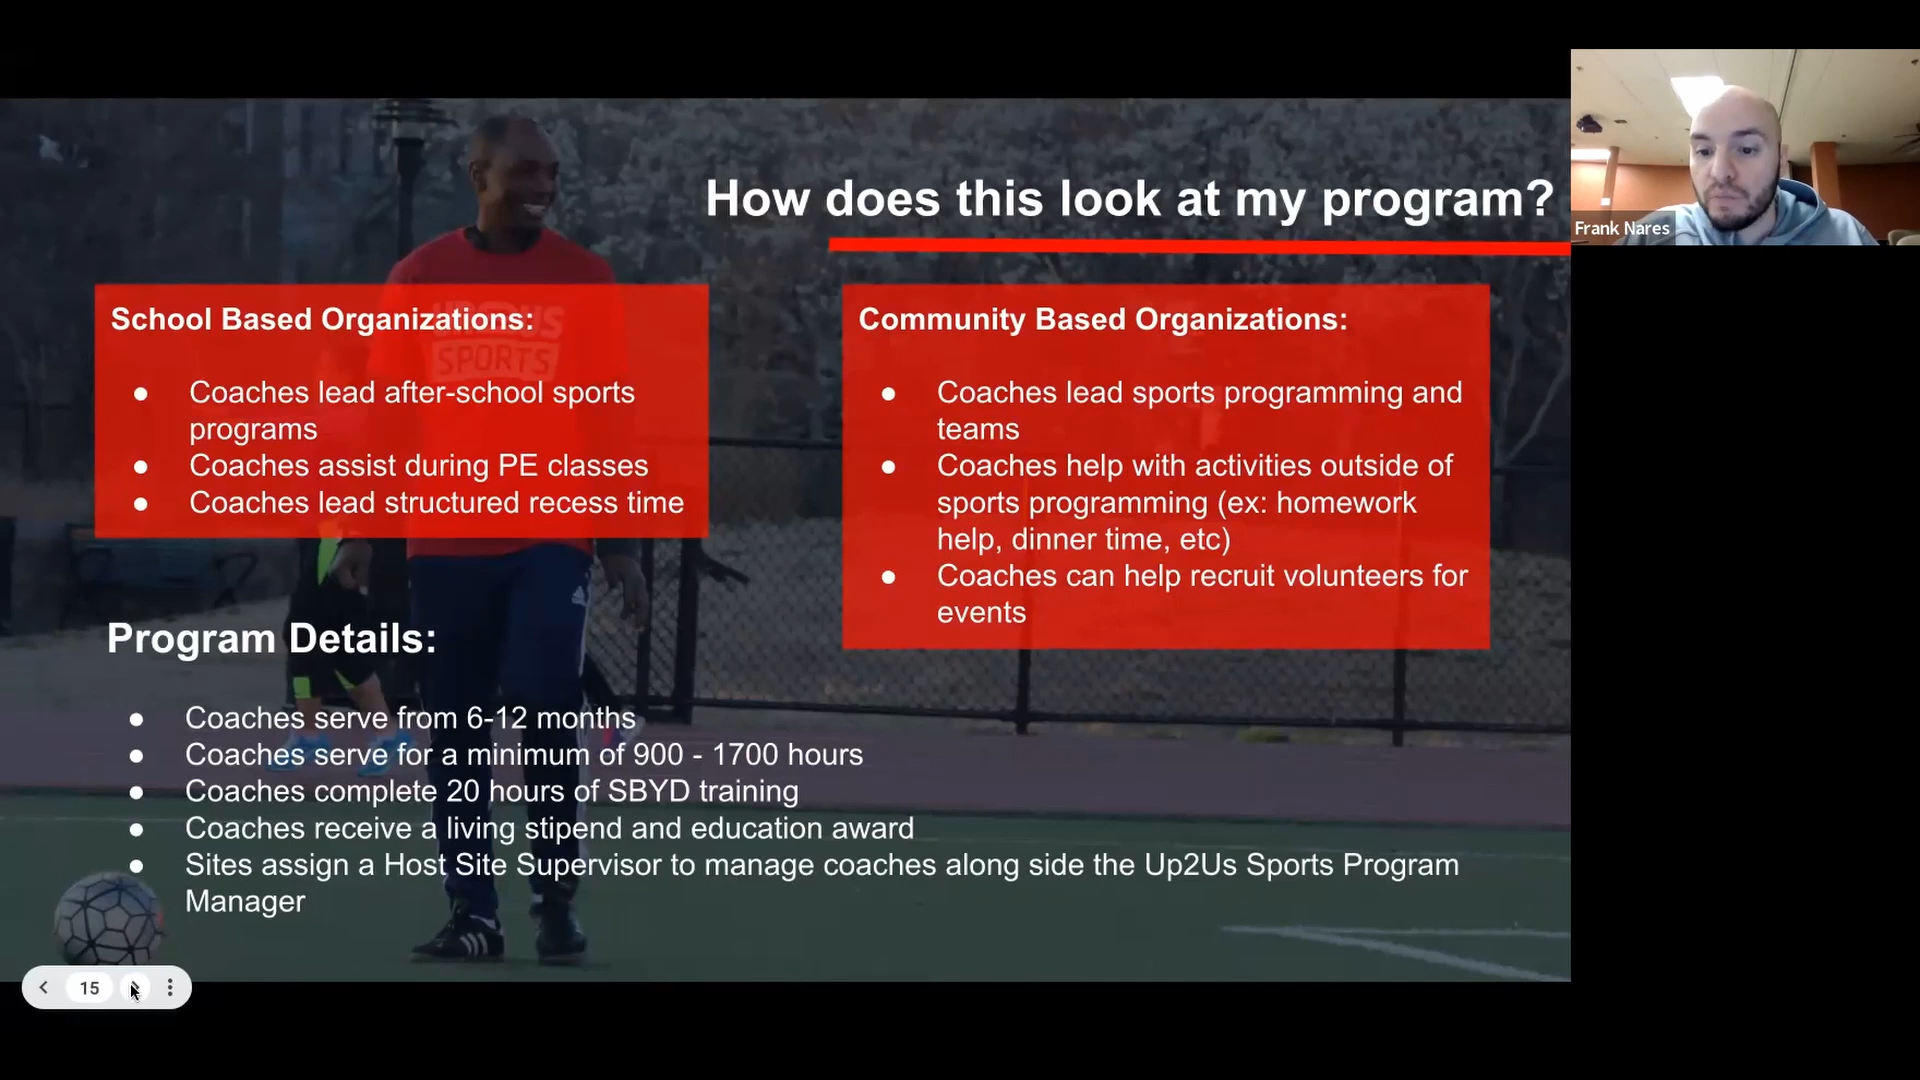 How does this look at my program?
Frank Nares
School Based Organizations:
● Coaches lead after-school sports
programs
● Coaches assist during PE classes
● Coaches lead structured recess time
SPORTS
Community Based Organizations:
● Coaches lead sports programming and
teams
● Coaches help with activities outside of
sports programming (ex: homework
help, dinner time, etc)
● Coaches can help recruit volunteers for
events
Program Details:
● Coaches serve from 6-12 months
● Coaches serve for a minimum of 900 - 1700 hours
● Coaches complete 20 hours of SBYD training
● Coaches receive a living stipend and education award
● Sites assign a Host Site Supervisor to manage coaches along side the Up2Us Sports Program
Manager
15